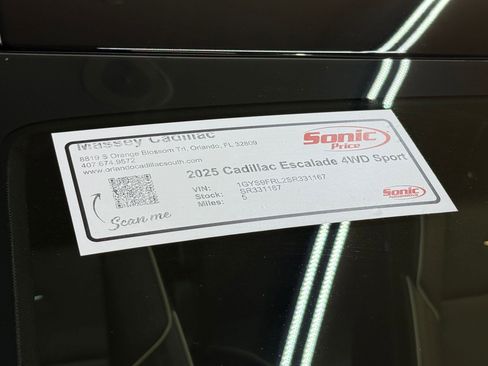 Massey Cadillac
8819 S Orange Blossom Trl, Orlando, FL 32809
407.674.9672
www.orlandocadillacsouth.com
Sonic
Price
2025 Cadillac Escalade 4WD Sport
VIN: 1GYS9FRL2SR331167
Stock: SR331167
Miles: 5
Scan me
Sonic